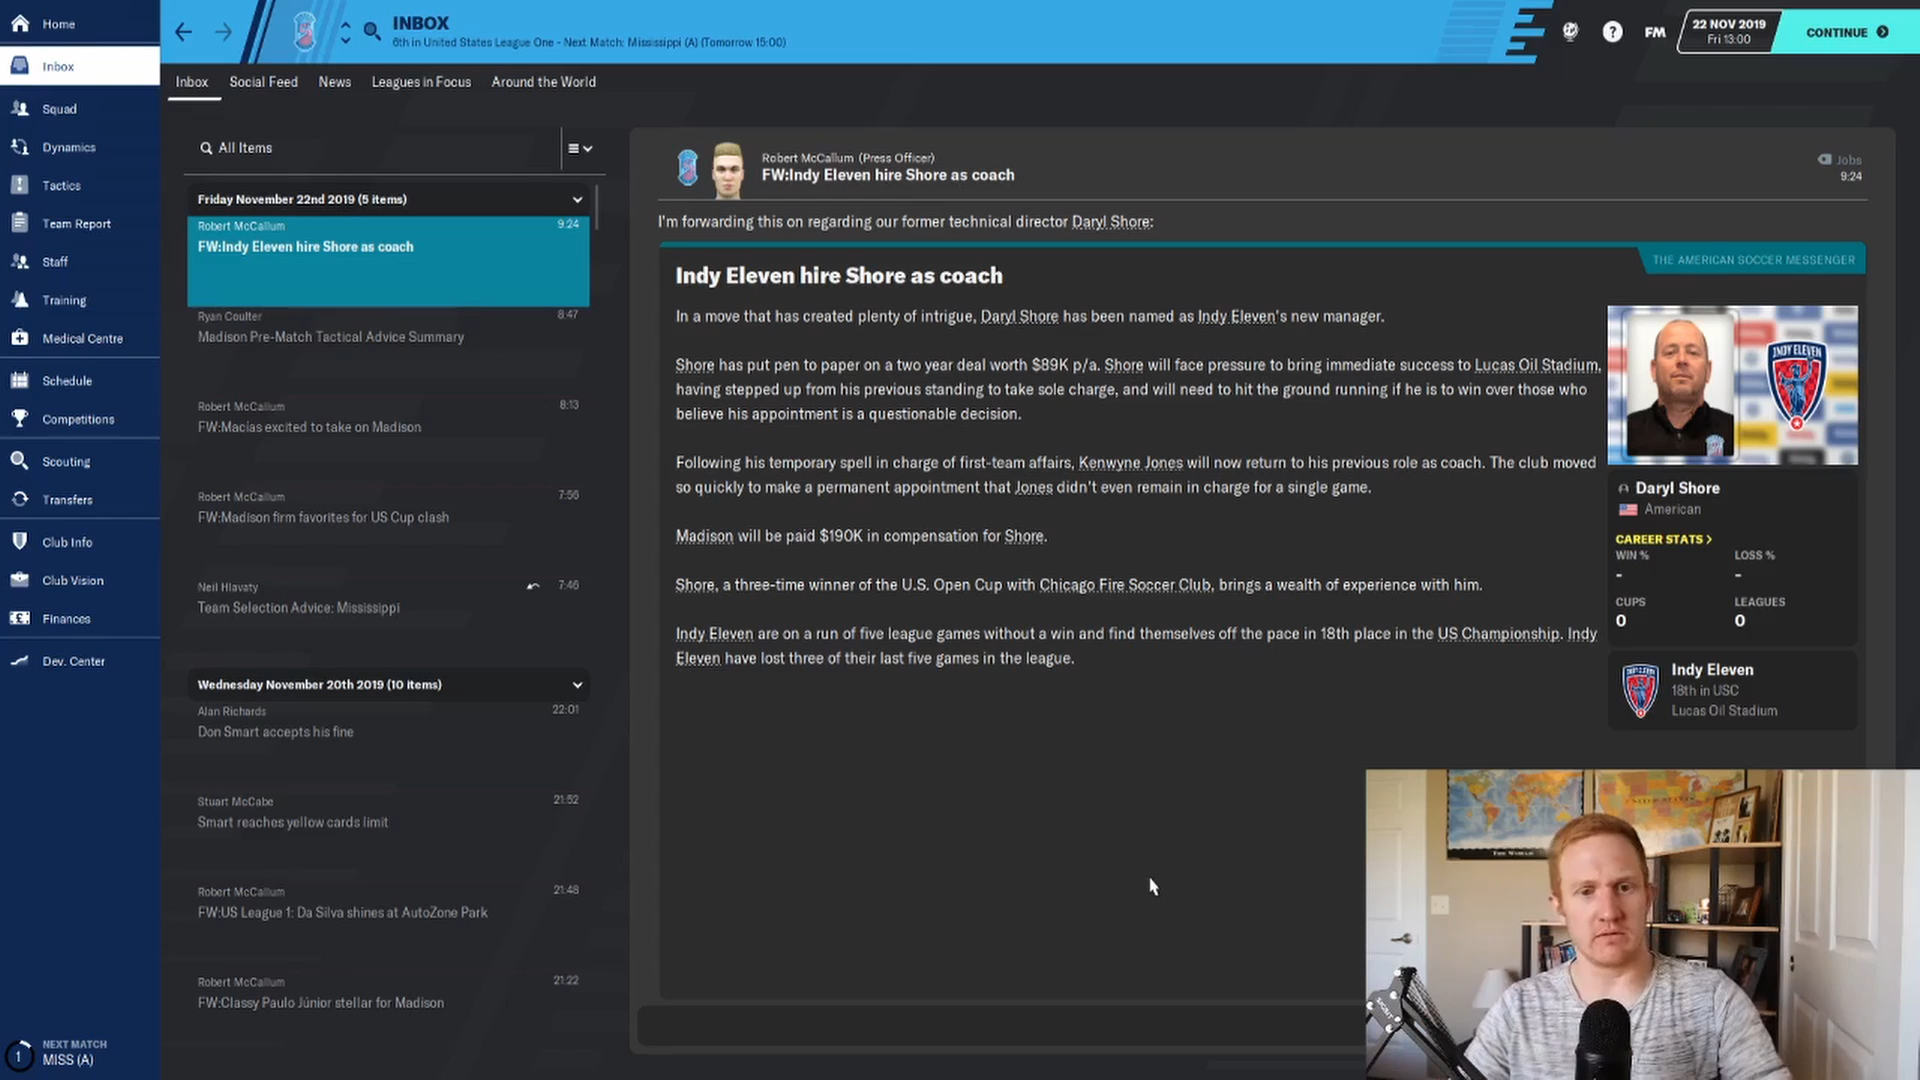 Home
Inbox
Squad
Dynamics
Tactics
Team Report
Staff
Training
Medical Centre
Schedule
Competitions
Scouting
Transfers
Club Info
Club Vision
Finances
Dev. Center
1
NEXT MATCH
MISS (A)
INBOX
6th in United States League One - Next Match: Mississippi (A) (Tomorrow 15:00)
?
FM
22 NOV 2019
Fri 13:00
CONTINUE
Inbox
Social Feed
News
Leagues in Focus
Around the World
All Items
Friday November 22nd 2019 (5 items)
Robert McCallum
9:24
FW:Indy Eleven hire Shore as coach
Ryan Coulter
8:47
Madison Pre-Match Tactical Advice Summary
Robert McCallum
8:13
FW:Macías excited to take on Madison
Robert McCallum
7:56
FW:Madison firm favorites for US Cup clash
Neil Hlavaty
7:46
Team Selection Advice: Mississippi
Wednesday November 20th 2019 (10 items)
Alan Richards
22:01
Don Smart accepts his fine
Stuart McCabe
21:52
Smart reaches yellow cards limit
Robert McCallum
21:48
FW:US League 1: Da Silva shines at AutoZone Park
Robert McCallum
21:22
FW:Classy Paulo Júnior stellar for Madison
Robert McCallum (Press Officer)
FW:Indy Eleven hire Shore as coach
Jobs
9:24
I'm forwarding this on regarding our former technical director Daryl Shore:
THE AMERICAN SOCCER MESSENGER
Indy Eleven hire Shore as coach
In a move that has created plenty of intrigue, Daryl Shore has been named as Indy Eleven's new manager.
Shore has put pen to paper on a two year deal worth $89K p/a. Shore will face pressure to bring immediate success to Lucas Oil Stadium,
having stepped up from his previous standing to take sole charge, and will need to hit the ground running if he is to win over those who
believe his appointment is a questionable decision.
Following his temporary spell in charge of first-team affairs, Kenwyne Jones will now return to his previous role as coach. The club moved
so quickly to make a permanent appointment that Jones didn't even remain in charge for a single game.
Madison will be paid $190K in compensation for Shore.
Shore, a three-time winner of the U.S. Open Cup with Chicago Fire Soccer Club, brings a wealth of experience with him.
Indy Eleven are on a run of five league games without a win and find themselves off the pace in 18th place in the US Championship. Indy
Eleven have lost three of their last five games in the league.
INDY ELEVEN
Daryl Shore
American
CAREER STATS >
WIN %
LOSS %
-
-
CUPS
LEAGUES
0
0
Indy Eleven
18th in USC
Lucas Oil Stadium
THE WORLD